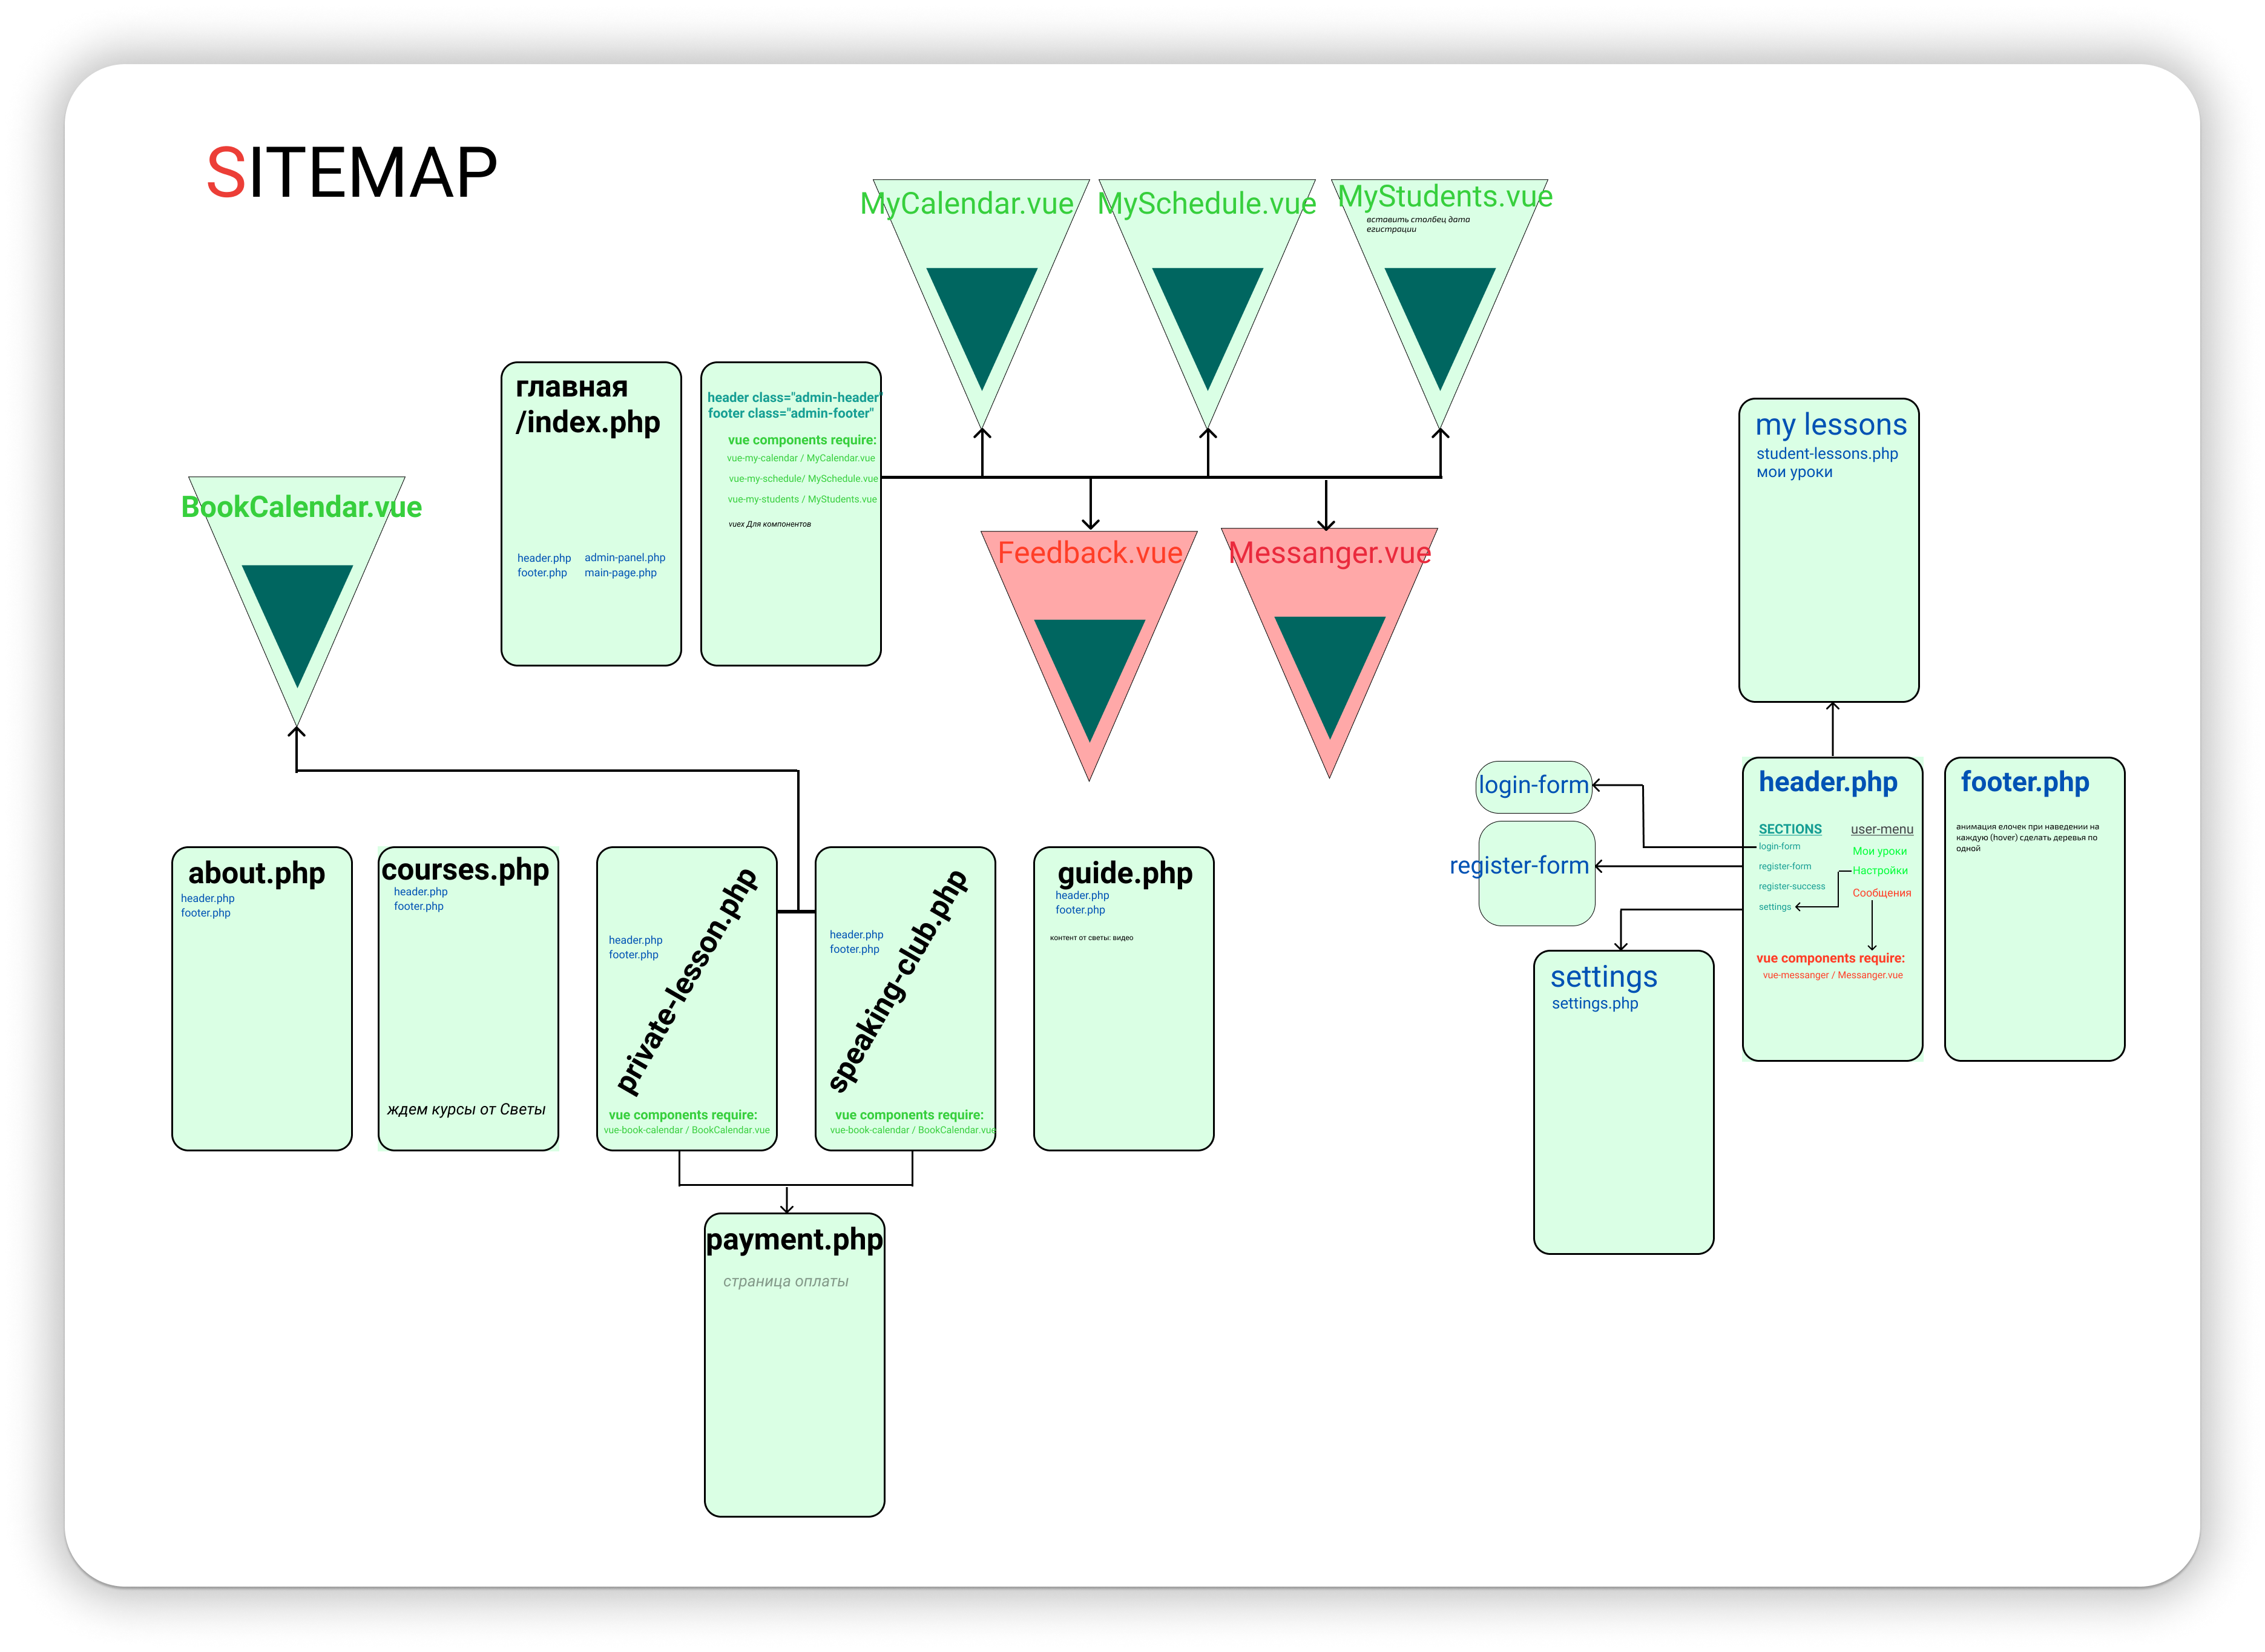 SITEMAP
MyCalendar.vue
MySchedule.vue
MyStudents.vue
вставить столбец дата
егистрации
главная
/index.php
header.php
footer.php
admin-panel.php
main-page.php
header class="admin-header"
footer class="admin-footer"
vue components require:
vue-my-calendar / MyCalendar.vue
vue-my-schedule/ MySchedule.vue
vue-my-students / MyStudents.vue
vuex Для компонентов
BookCalendar.vue
Feedback.vue
Messanger.vue
my lessons
student-lessons.php
мои уроки
login-form
register-form
header.php
SECTIONS
login-form
register-form
register-success
settings
user-menu
Мои уроки
Настройки
Сообщения
vue components require:
vue-messanger / Messanger.vue
footer.php
анимация елочек при наведении на
каждую (hover) сделать деревья по
одной
settings
settings.php
about.php
header.php
footer.php
courses.php
header.php
footer.php
ждем курсы от Светы
private-lesson.php
header.php
footer.php
vue components require:
vue-book-calendar / BookCalendar.vue
speaking-club.php
header.php
footer.php
vue components require:
vue-book-calendar / BookCalendar.vue
guide.php
header.php
footer.php
контент от светы: видео
payment.php
страница оплаты